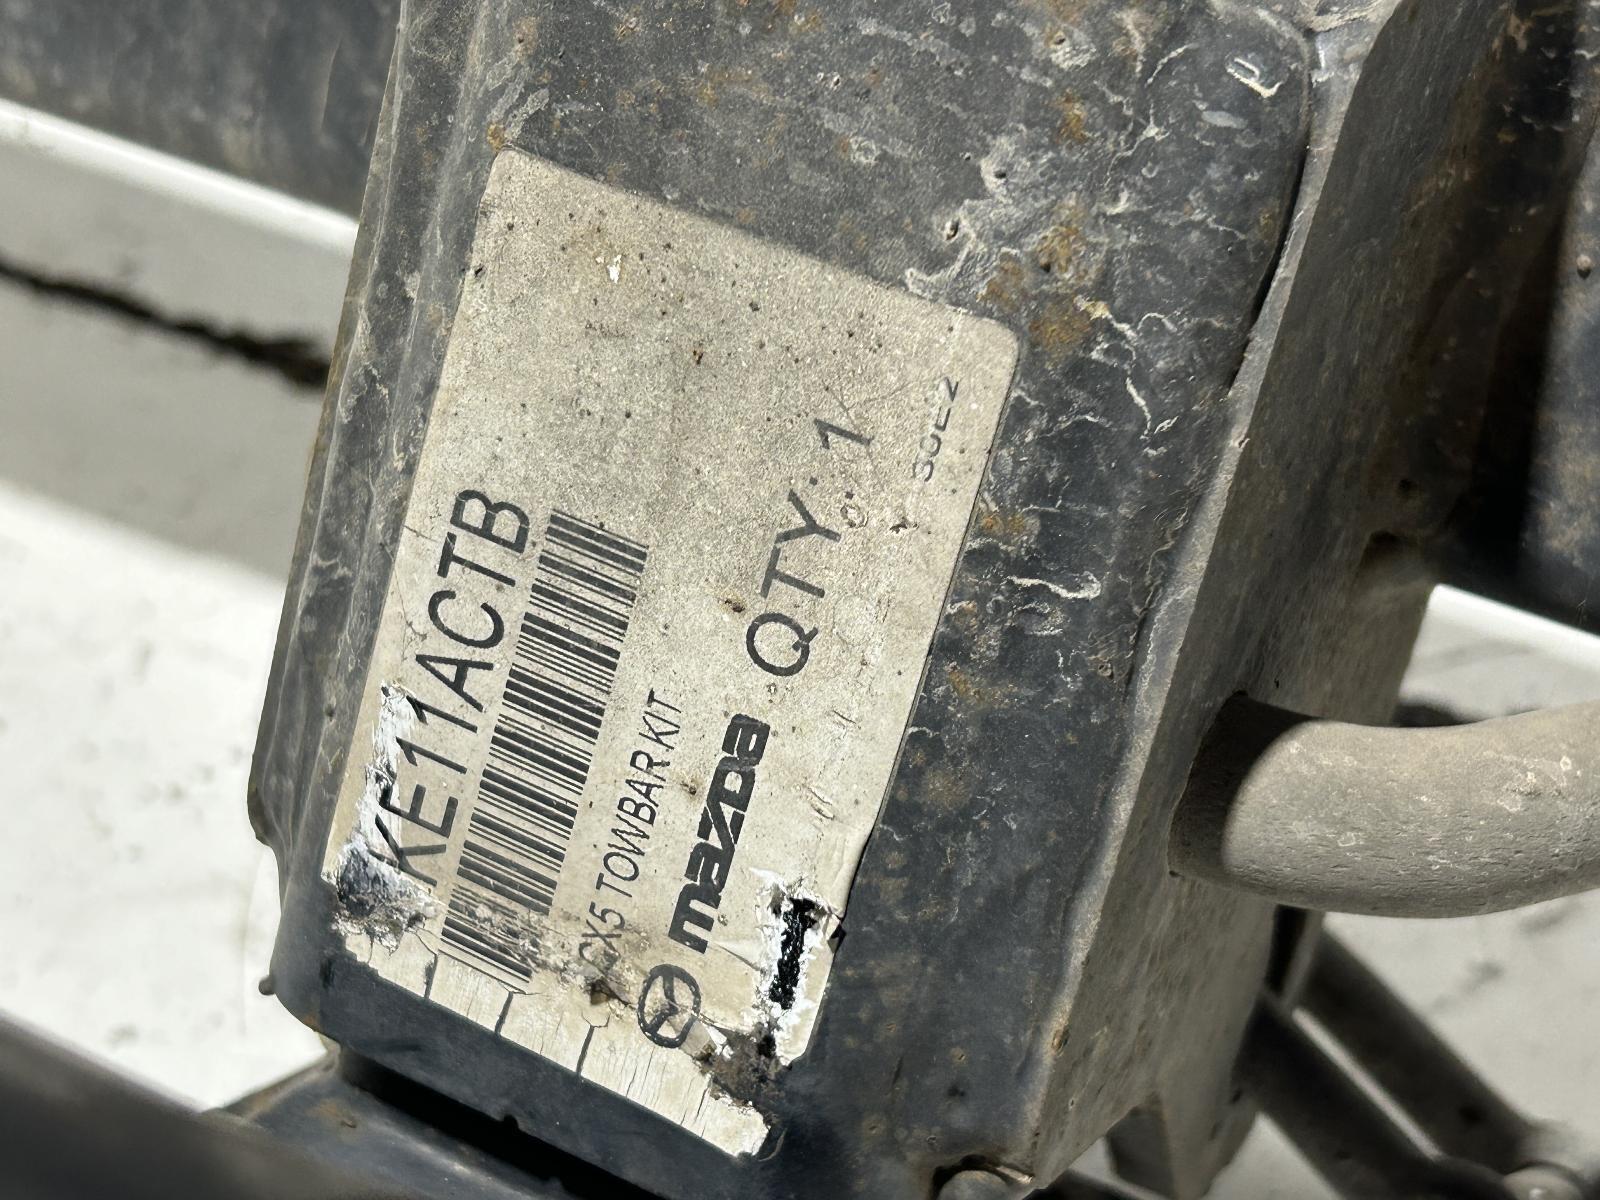 KE11ACTB
CX5 TOWBAR KIT
mazda
QTY: 1